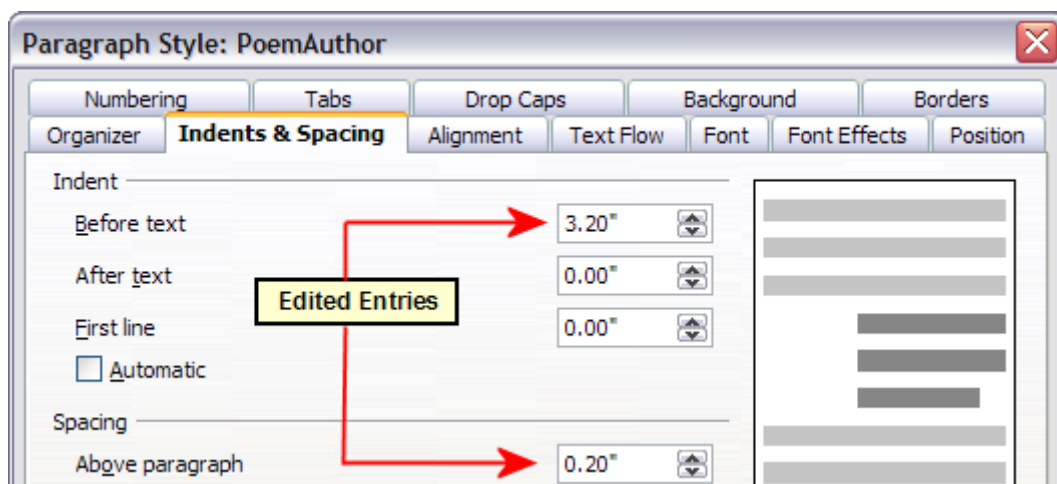 Paragraph Style: PoemAuthor
Numbering Tabs Drop Caps Background Borders
Organizer Indents & Spacing Alignment Text Flow Font Font Effects Position
Indent
Before text 3.20"
After text 0.00"
Edited Entries
First line 0.00"
Automatic
Spacing
Above paragraph 0.20"